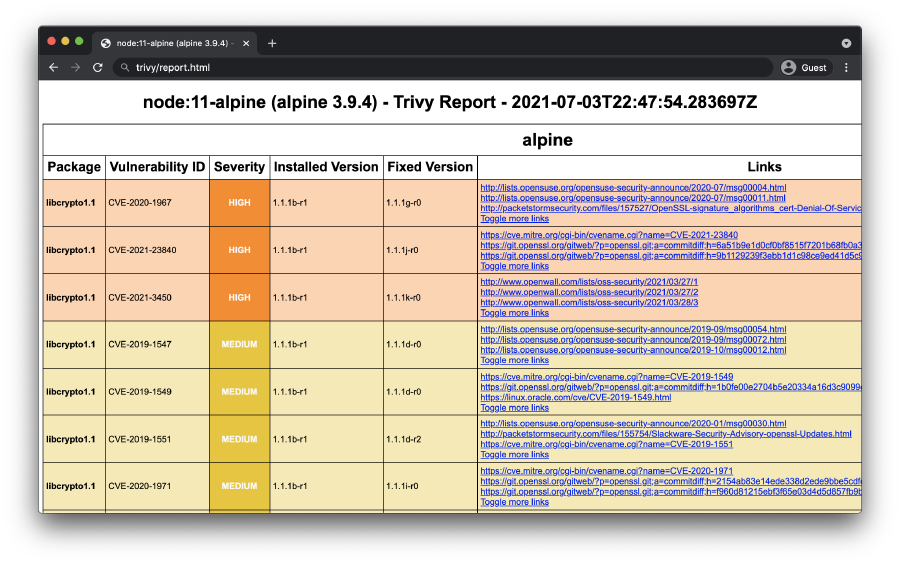 node:11-alpine (alpine 3.9.4) -
trivy/report.html
Guest
node:11-alpine (alpine 3.9.4) - Trivy Report - 2021-07-03T22:47:54.283697Z
alpine
Package Vulnerability ID Severity Installed Version Fixed Version Links
libcrypto1.1 CVE-2020-1967 HIGH 1.1.1b-r1 1.1.1g-r0
http://lists.opensuse.org/opensuse-security-announce/2020-07/msg00004.html
http://lists.opensuse.org/opensuse-security-announce/2020-07/msg00011.html
http://packetstormsecurity.com/files/157527/OpenSSL-signature_algorithms_cert-Denial-Of-Servic
Toggle more links
libcrypto1.1 CVE-2021-23840 HIGH 1.1.1b-r1 1.1.1j-r0
https://cve.mitre.org/cgi-bin/cvename.cgi?name=CVE-2021-23840
https://git.openssl.org/gitweb/?p=openssl.git;a=commitdiff;h=6a51b9e1d0cf0bf8515f7201b68fb0a3
https://git.openssl.org/gitweb/?p=openssl.git;a=commitdiff;h=9b1129239f3ebb1d1c98ce9ed41d5c9
Toggle more links
libcrypto1.1 CVE-2021-3450 HIGH 1.1.1b-r1 1.1.1k-r0
http://www.openwall.com/lists/oss-security/2021/03/27/1
http://www.openwall.com/lists/oss-security/2021/03/27/2
http://www.openwall.com/lists/oss-security/2021/03/28/3
Toggle more links
libcrypto1.1 CVE-2019-1547 MEDIUM 1.1.1b-r1 1.1.1d-r0
http://lists.opensuse.org/opensuse-security-announce/2019-09/msg00054.html
http://lists.opensuse.org/opensuse-security-announce/2019-09/msg00072.html
http://lists.opensuse.org/opensuse-security-announce/2019-10/msg00012.html
Toggle more links
libcrypto1.1 CVE-2019-1549 MEDIUM 1.1.1b-r1 1.1.1d-r0
https://cve.mitre.org/cgi-bin/cvename.cgi?name=CVE-2019-1549
https://git.openssl.org/gitweb/?p=openssl.git;a=commitdiff;h=1b0fe00e2704b5e20334a16d3c9099
https://linux.oracle.com/cve/CVE-2019-1549.html
Toggle more links
libcrypto1.1 CVE-2019-1551 MEDIUM 1.1.1b-r1 1.1.1d-r2
http://lists.opensuse.org/opensuse-security-announce/2020-01/msg00030.html
http://packetstormsecurity.com/files/155754/Slackware-Security-Advisory-openssl-Updates.html
https://cve.mitre.org/cgi-bin/cvename.cgi?name=CVE-2019-1551
Toggle more links
libcrypto1.1 CVE-2020-1971 MEDIUM 1.1.1b-r1 1.1.1i-r0
https://cve.mitre.org/cgi-bin/cvename.cgi?name=CVE-2020-1971
https://git.openssl.org/gitweb/?p=openssl.git;a=commitdiff;h=2154ab83e14ede338d2ede9bbe5cdf
https://git.openssl.org/gitweb/?p=openssl.git;a=commitdiff;h=f960d81215ebf3f65e03d4d5d857fb9b
Toggle more links